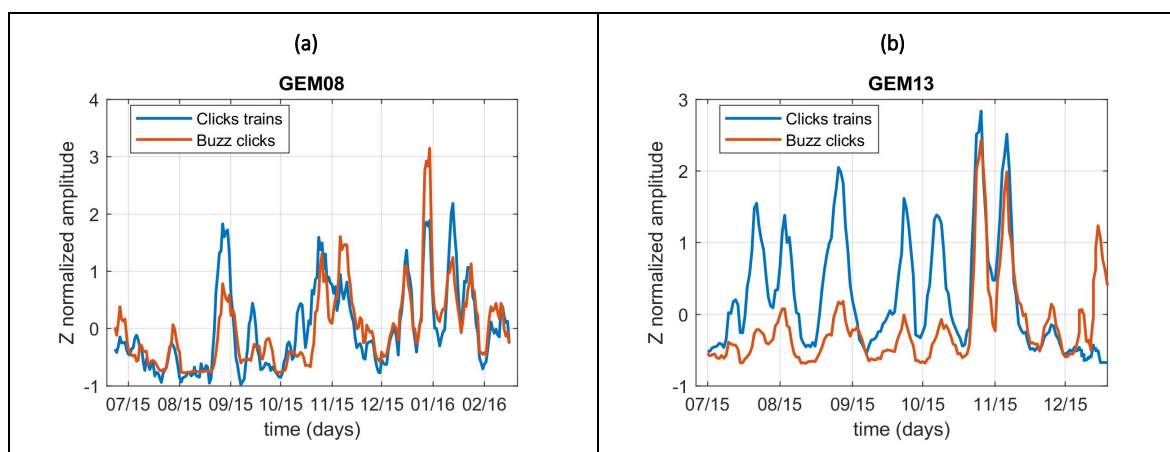 (a)
GEM08
Clicks trains
Buzz clicks
Z normalized amplitude
4
3
2
1
0
-1
07/15 08/15 09/15 10/15 11/15 12/15 01/16 02/16
time (days)
(b)
GEM13
Clicks trains
Buzz clicks
Z normalized amplitude
3
2
1
0
-1
07/15 08/15 09/15 10/15 11/15 12/15
time (days)